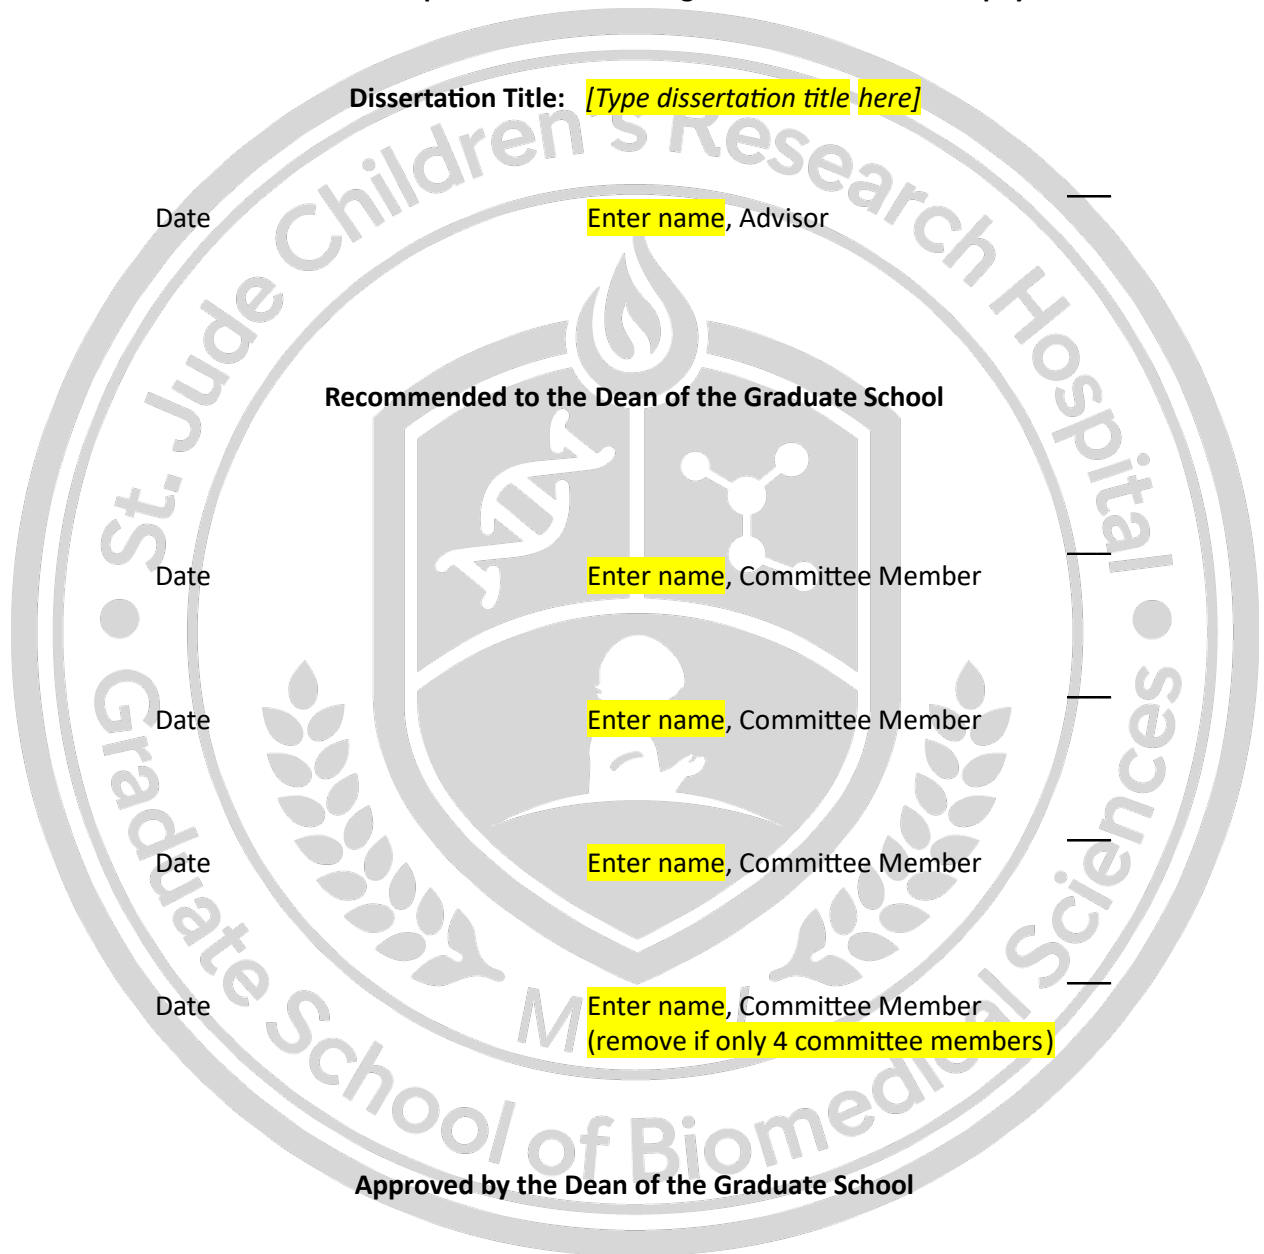 Dissertation Title: [Type dissertation title here]
Date Enter name, Advisor
Recommended to the Dean of the Graduate School
Date Enter name, Committee Member
Date Enter name, Committee Member
Date Enter name, Committee Member
Date Enter name, Committee Member
(remove if only 4 committee members)
Approved by the Dean of the Graduate School
St. Jude Children's Research Hospital
Graduate School of Biomedical Sciences